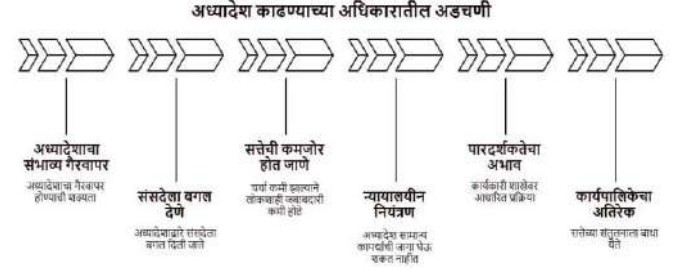 अध्यादेश काढण्याच्या अधिकारातील अडचणी
अध्यादेशाचा
संभाव्य गैरवापर
अध्यादेशाचा गैरवापर
होण्याची शक्यता
संसदेला बगल
देणे
अध्यादेशाद्वारे संसदेला
बगल दिली जाते
सत्तेची कमजोर
होत जाणे
चर्चा कमी झाल्याने
लोकशाही जबाबदारी
कमी होते
न्यायालयीन
नियंत्रण
अध्यादेश सामान्य
कायद्यांची जागा घेऊ
शकत नाहीत
पारदर्शकतेचा
अभाव
कार्यकारी शाखेवर
आधारित प्रक्रिया
कार्यपालिकेचा
अतिरेक
सत्तेच्या संतुलनाला बाधा
येते